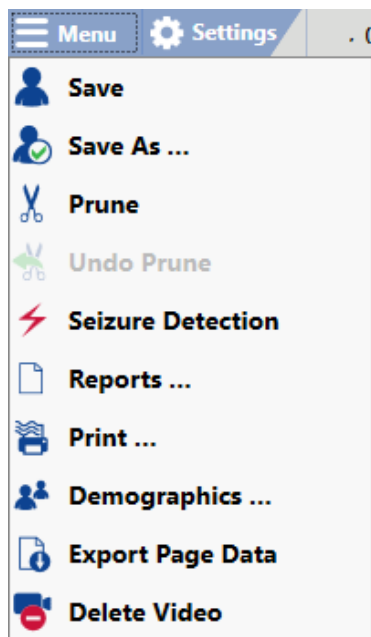 Menu Settings
Save
Save As ...
Prune
Undo Prune
Seizure Detection
Reports ...
Print ...
Demographics ...
Export Page Data
Delete Video